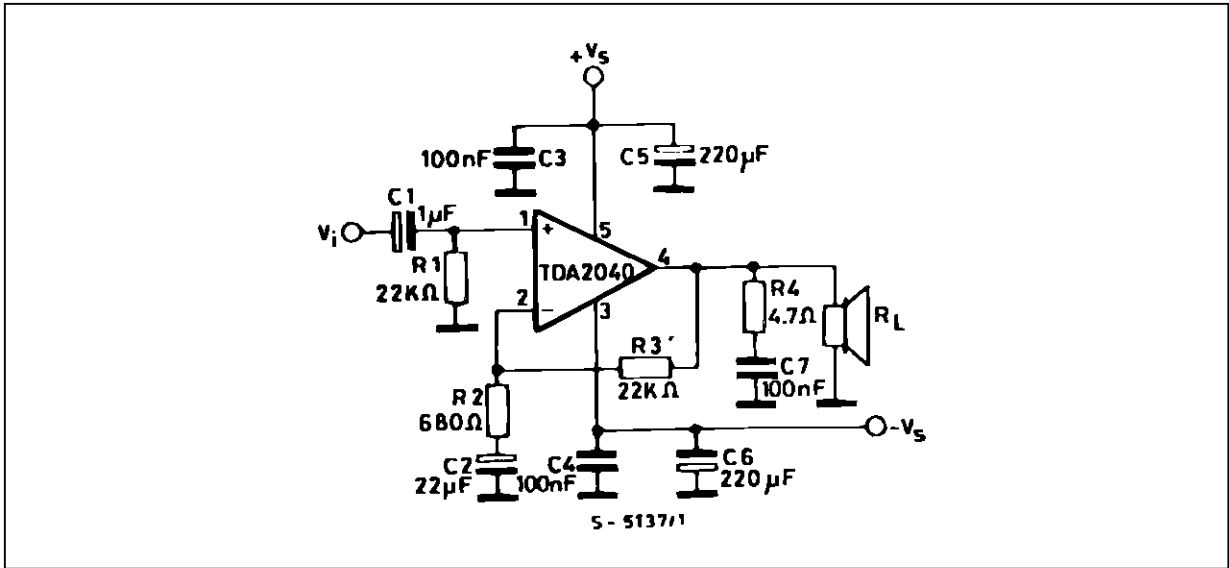 +Vs
100nF C3
C5 220µF
C1
1µF
Vi
1
+
5
R1
22KΩ
TDA2040
4
2
−
3
R4
4.7Ω
RL
R3'
22KΩ
C7
100nF
R2
680Ω
-Vs
C2
22µF
C4
100nF
C6
220µF
S - 5137/1